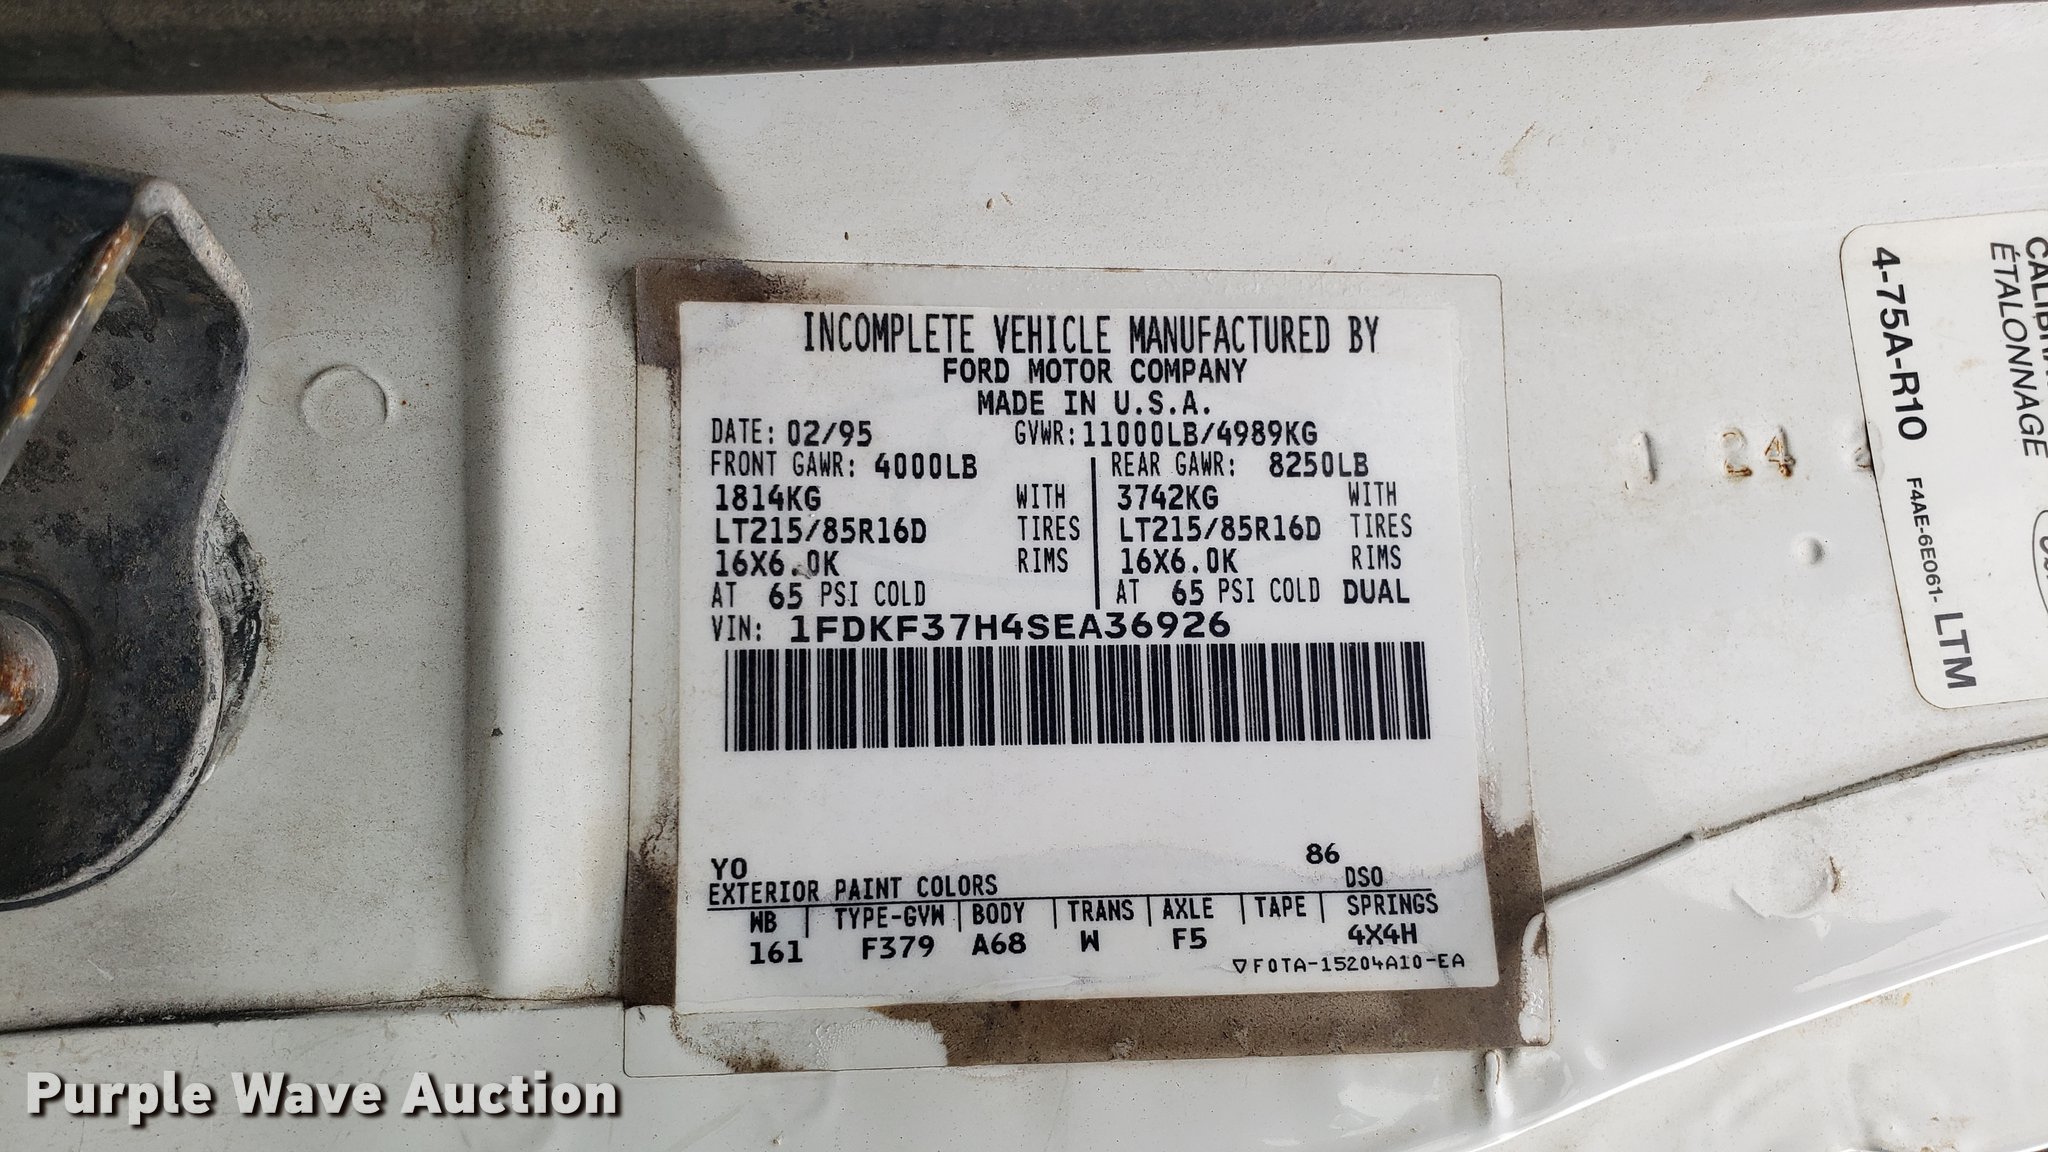 INCOMPLETE VEHICLE MANUFACTURED BY
FORD MOTOR COMPANY
MADE IN U.S.A.
DATE: 02/95 GVWR: 11000LB/4989KG
FRONT GAWR: 4000LB REAR GAWR: 8250LB
1814KG WITH 3742KG WITH
LT215/85R16D TIRES LT215/85R16D TIRES
16X6.0K RIMS 16X6.0K RIMS
AT 65 PSI COLD AT 65 PSI COLD DUAL
VIN: 1FDKF37H4SEA36926
YO 86
EXTERIOR PAINT COLORS DSO
WB TYPE-GVW BODY TRANS AXLE TAPE SPRINGS
161 F379 A68 W F5 4X4H
F0TA-15204A10-EA
ÉTALONNAGE
4-75A-R10 F4AE-6E061- LTM
Purple Wave Auction